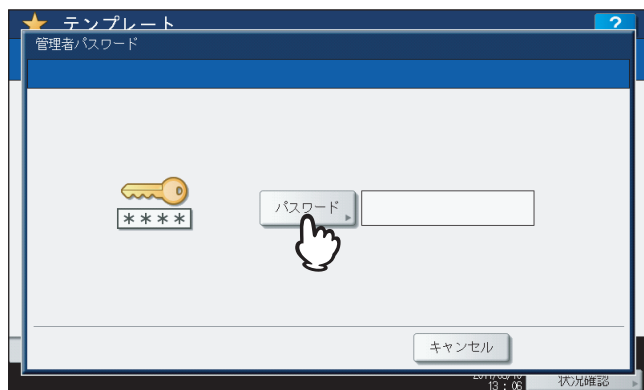 テンプレート
?
管理者パスワード
****
パスワード
キャンセル
13:06
状況確認